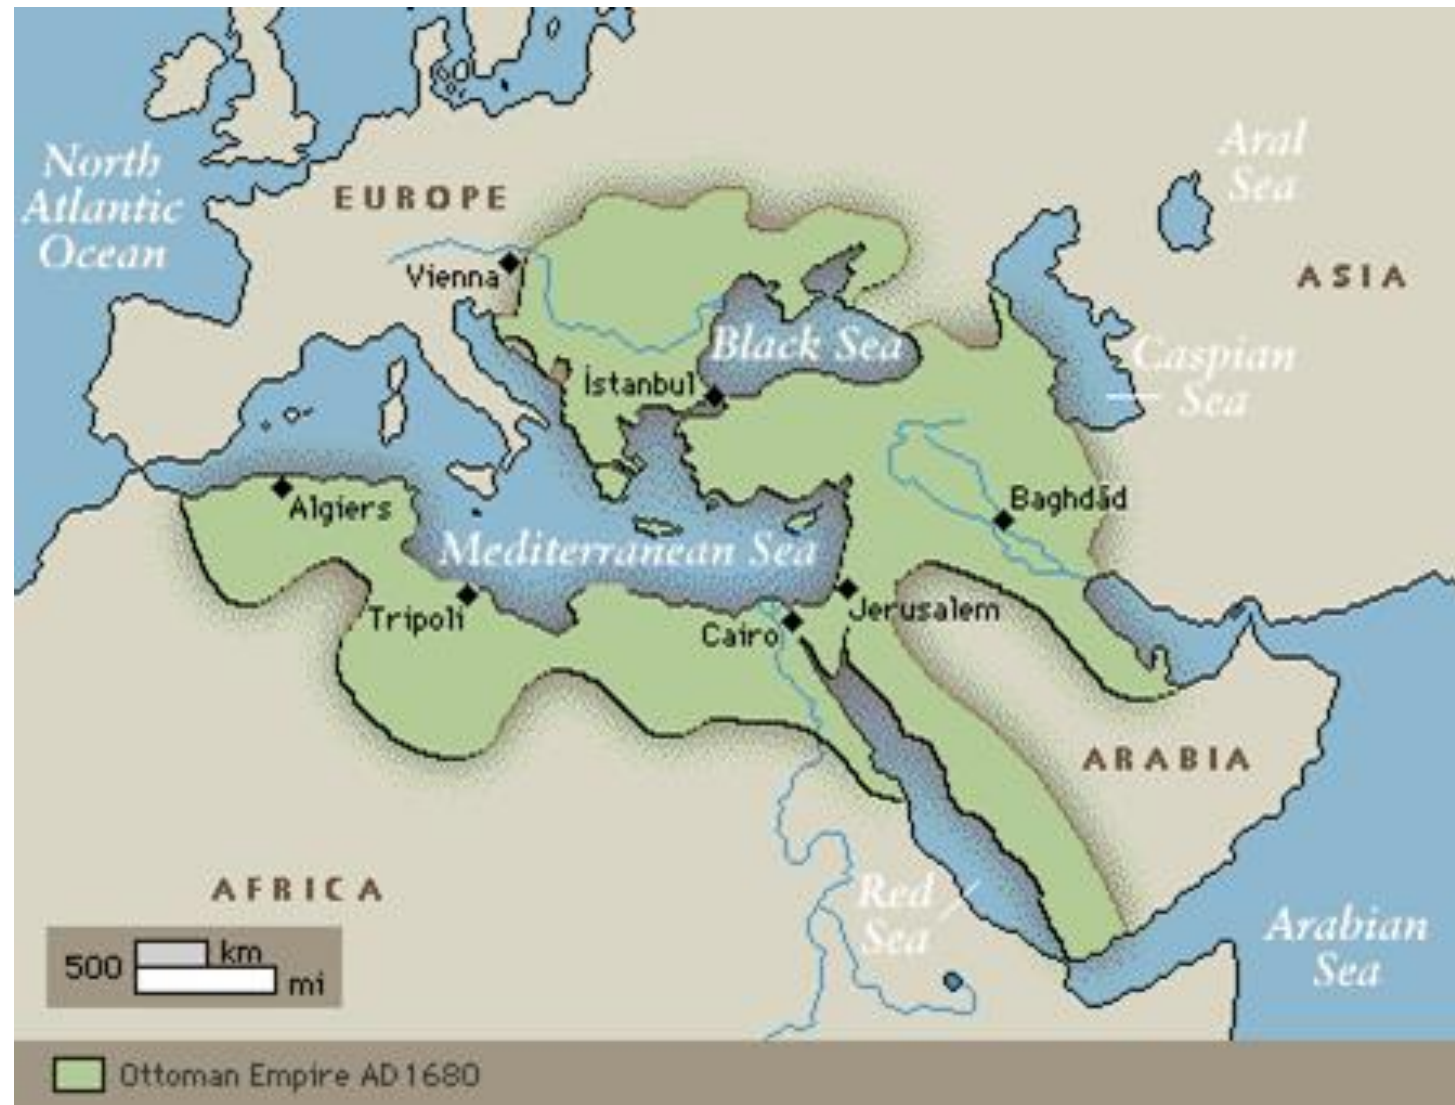 North
Atlantic
Ocean
EUROPE
Aral
Sea
ASIA
Vienna
Black Sea
Caspian
Sea
İstanbul
Algiers
Baghdād
Mediterranean Sea
Tripoli
Cairo
Jerusalem
ARABIA
AFRICA
Red
Sea
Arabian
Sea
500 km
mi
Ottoman Empire AD 1680